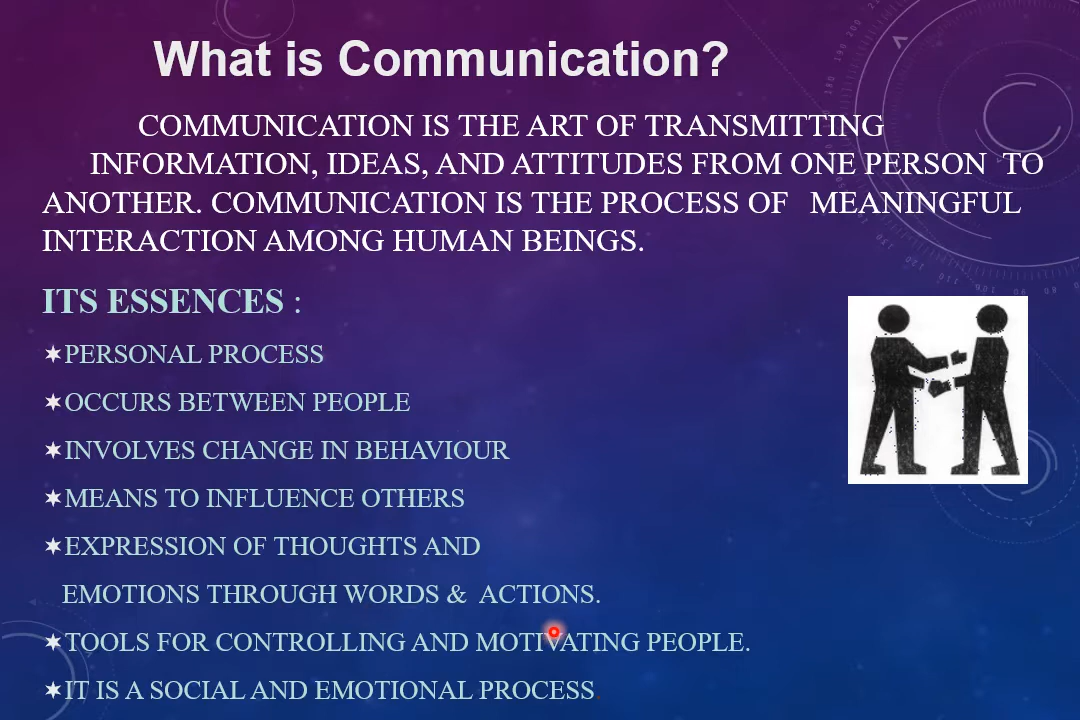 What is Communication?
COMMUNICATION IS THE ART OF TRANSMITTING
INFORMATION, IDEAS, AND ATTITUDES FROM ONE PERSON TO
ANOTHER. COMMUNICATION IS THE PROCESS OF MEANINGFUL
INTERACTION AMONG HUMAN BEINGS.
ITS ESSENCES :
✶PERSONAL PROCESS
✶OCCURS BETWEEN PEOPLE
✶INVOLVES CHANGE IN BEHAVIOUR
✶MEANS TO INFLUENCE OTHERS
✶EXPRESSION OF THOUGHTS AND
EMOTIONS THROUGH WORDS & ACTIONS.
✶TOOLS FOR CONTROLLING AND MOTIVATING PEOPLE.
✶IT IS A SOCIAL AND EMOTIONAL PROCESS